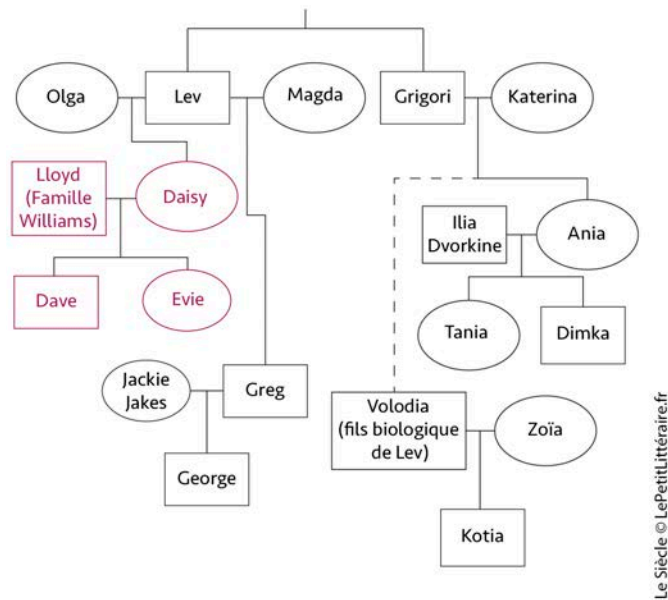 Olga
Lev
Magda
Grigori
Katerina
Lloyd
(Famille
Williams)
Daisy
Ilia
Dvorkine
Ania
Dave
Evie
Tania
Dimka
Jackie
Jakes
Greg
Volodia
(fils biologique
de Lev)
Zoïa
George
Kotia
Le Siècle © LePetitLittéraire.fr